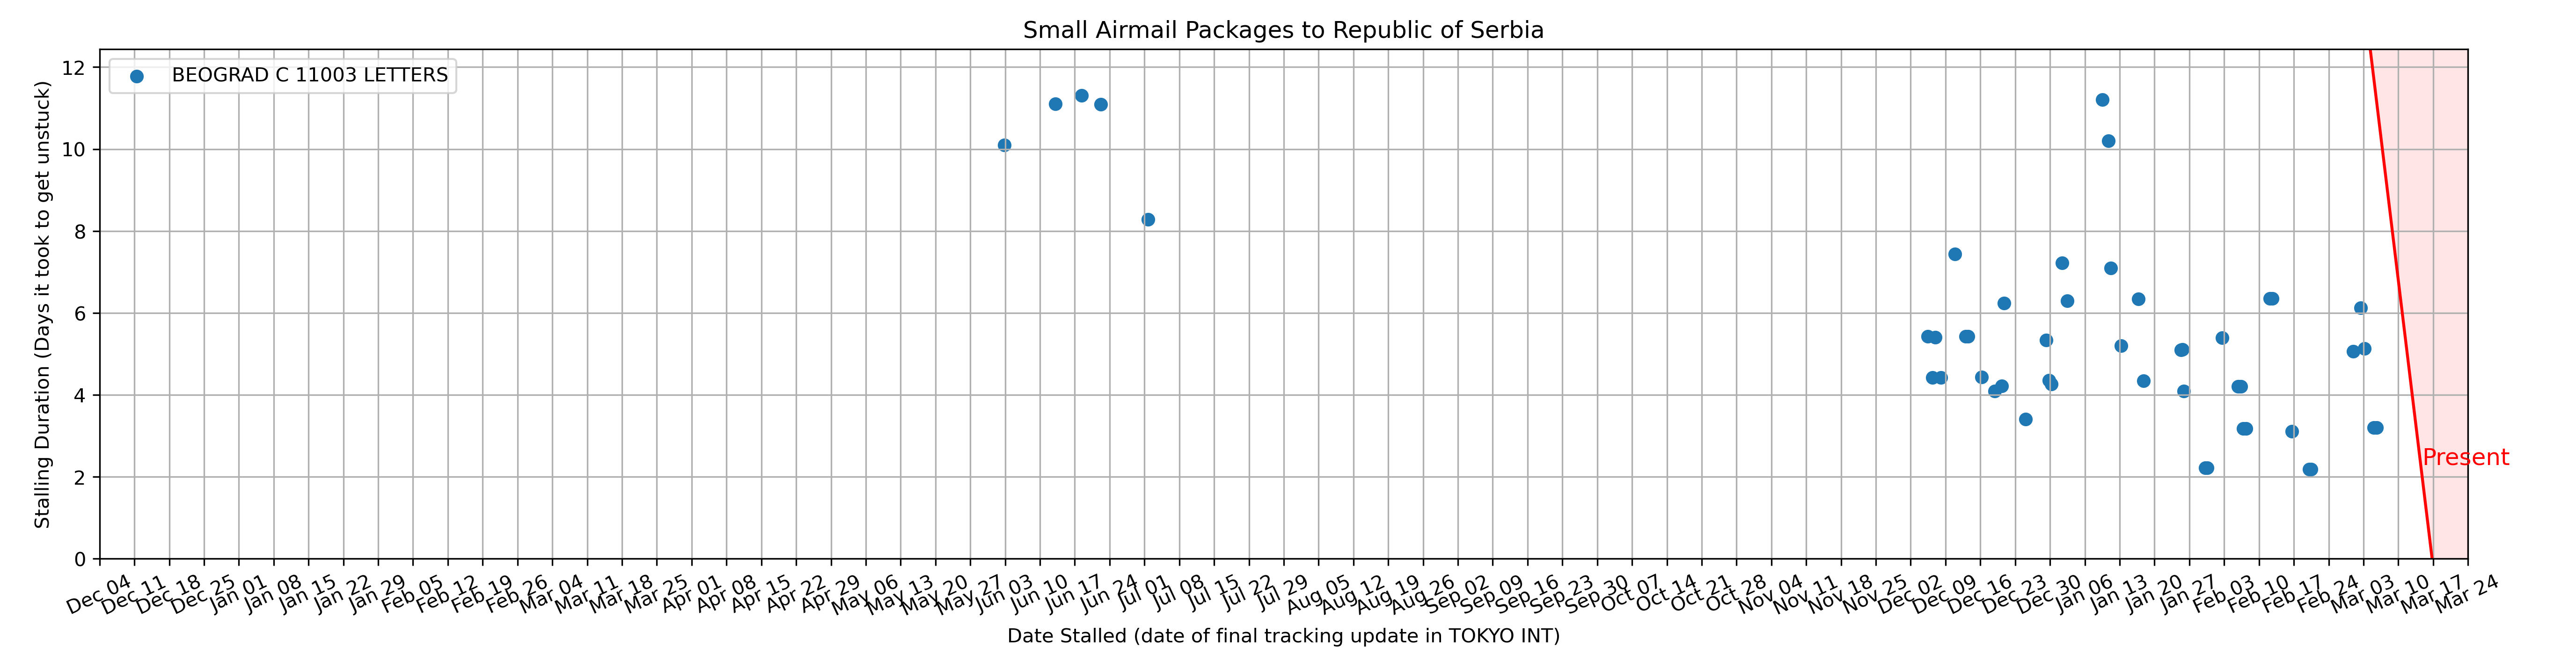 Small Airmail Packages to Republic of Serbia
BEOGRAD C 11003 LETTERS
Stalling Duration (Days it took to get unstuck)
12
10
8
6
4
2
0
Present
Dec 04
Dec 11
Dec 18
Dec 25
Jan 01
Jan 08
Jan 15
Jan 22
Jan 29
Feb 05
Feb 12
Feb 19
Feb 26
Mar 04
Mar 11
Mar 18
Mar 25
Apr 01
Apr 08
Apr 15
Apr 22
Apr 29
May 06
May 13
May 20
May 27
Jun 03
Jun 10
Jun 17
Jun 24
Jul 01
Jul 08
Jul 15
Jul 22
Jul 29
Aug 05
Aug 12
Aug 19
Aug 26
Sep 02
Sep 09
Sep 16
Sep 23
Sep 30
Oct 07
Oct 14
Oct 21
Oct 28
Nov 04
Nov 11
Nov 18
Nov 25
Dec 02
Dec 09
Dec 16
Dec 23
Dec 30
Jan 06
Jan 13
Jan 20
Jan 27
Feb 03
Feb 10
Feb 17
Feb 24
Mar 03
Mar 10
Mar 17
Mar 24
Date Stalled (date of final tracking update in TOKYO INT)